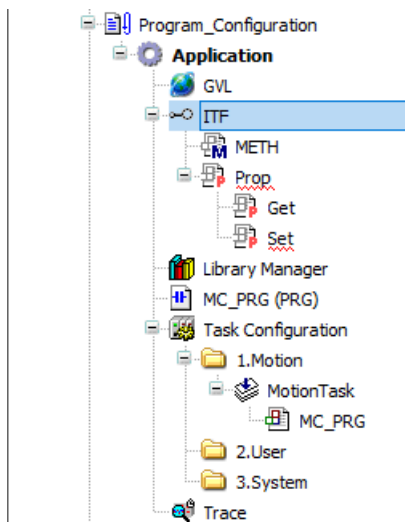 Program_Configuration
Application
GVL
ITF
METH
Prop
Get
Set
Library Manager
MC_PRG (PRG)
Task Configuration
1.Motion
MotionTask
MC_PRG
2.User
3.System
Trace